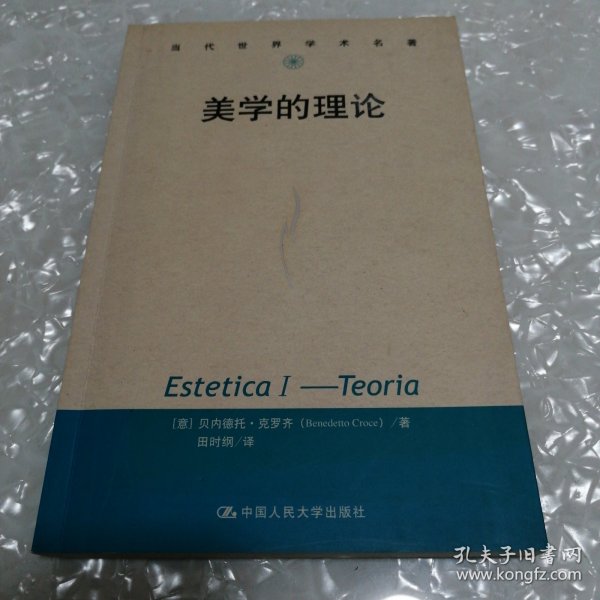 当代世界学术名著
美学的理论
Estetica I —Teoria
[意] 贝内德托·克罗齐（Benedetto Croce）/著
田时纲/译
中国人民大学出版社
孔夫子旧书网
www.kongfz.com